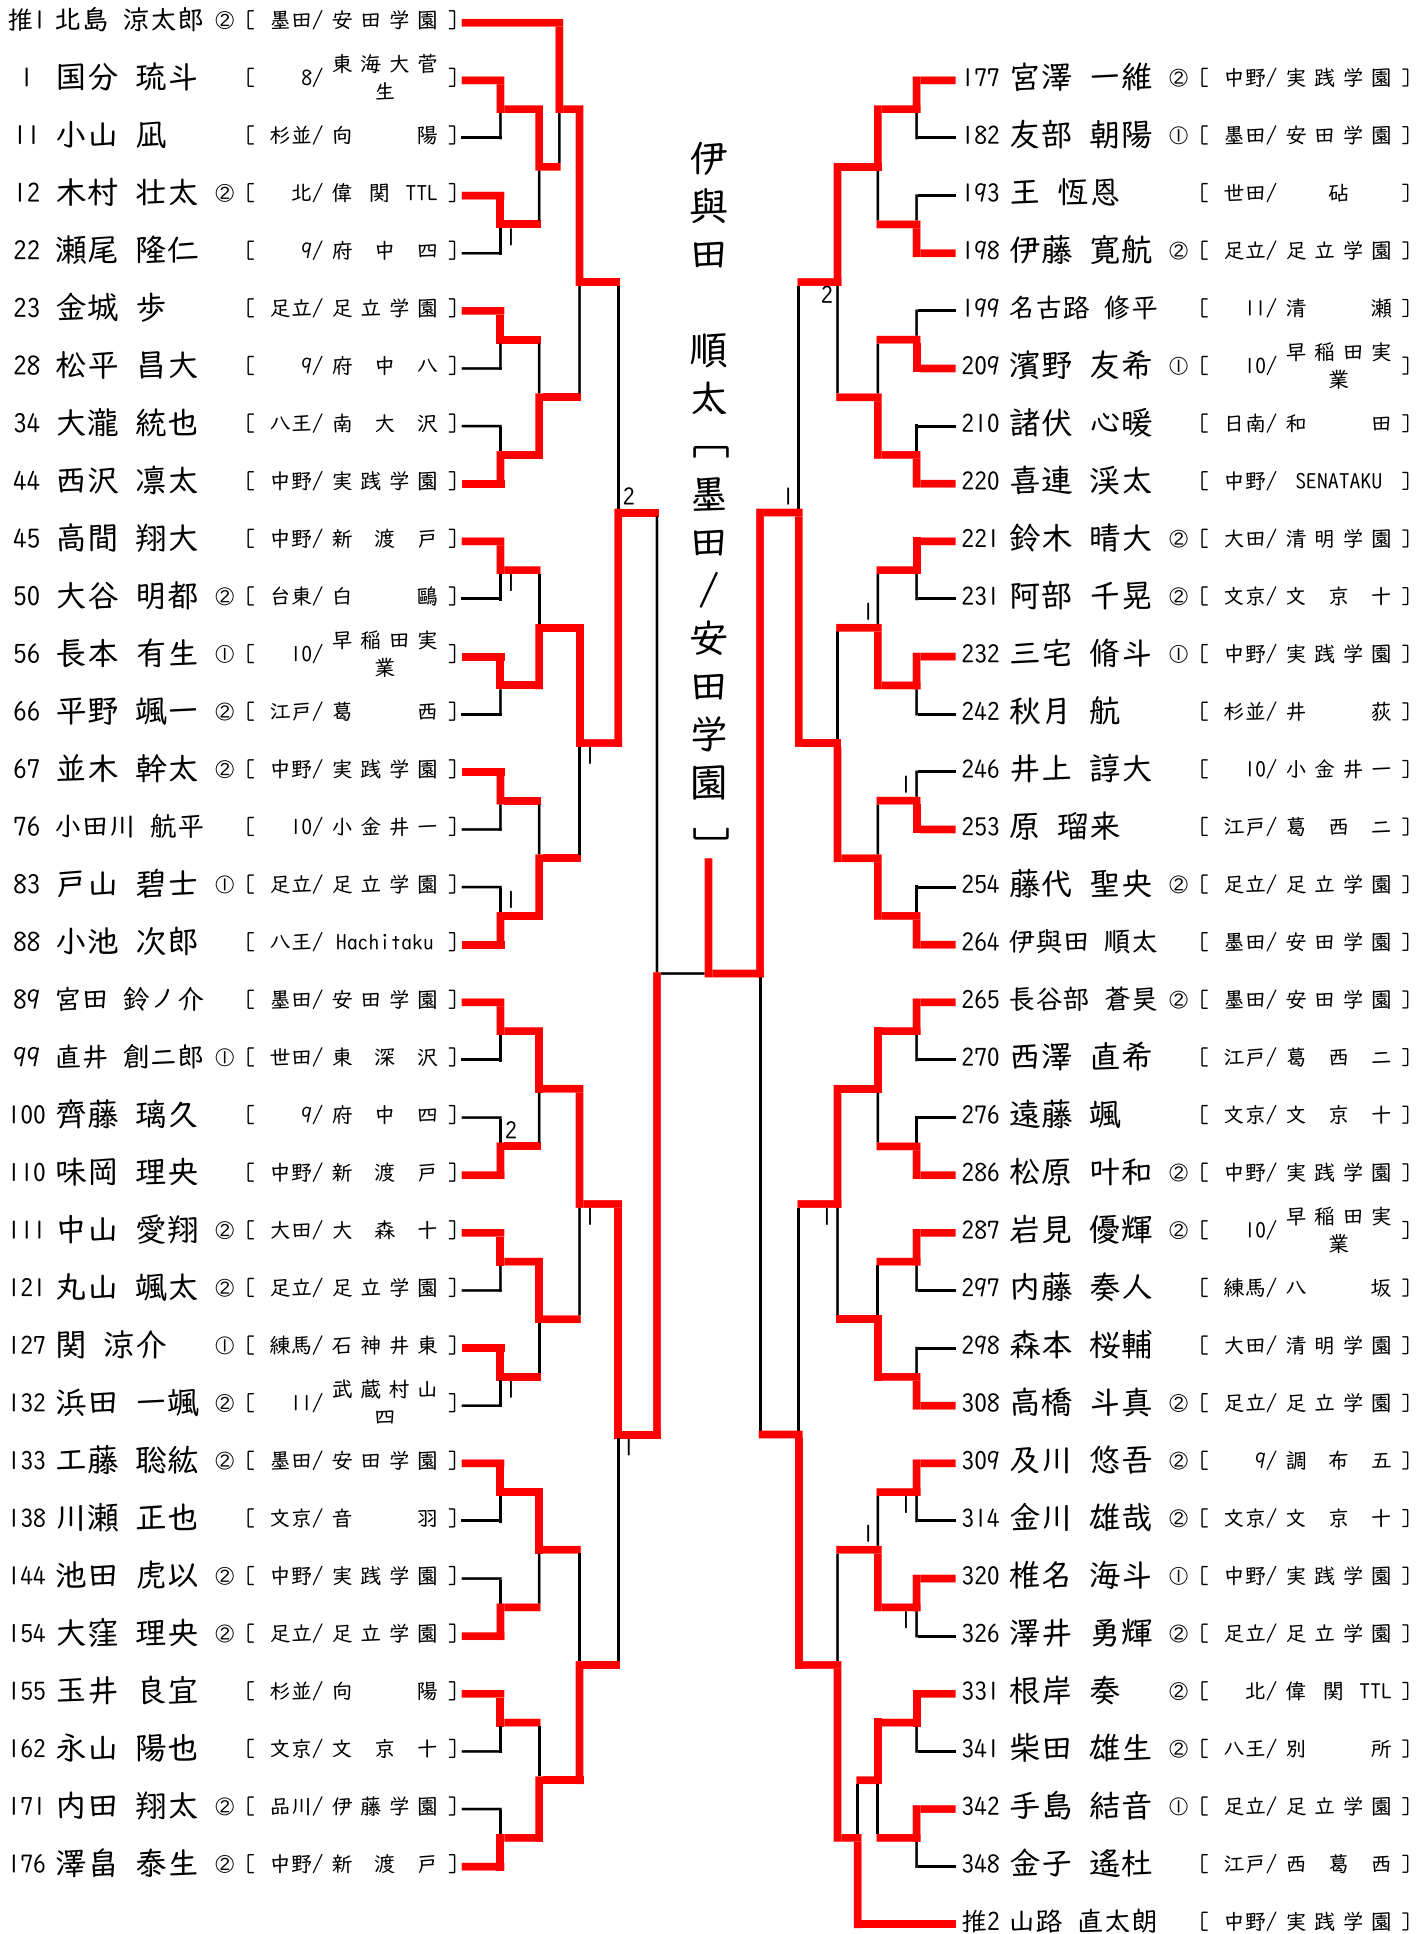 推1 北島 涼太郎 ② [ 墨田/ 安田学園 ]
1 国分 琉斗 [ 8/ 東海大菅生 ]
11 小山 凪 [ 杉並/ 向陽 ]
12 木村 壮太 ② [ 北/ 偉関TTL ]
22 瀬尾 隆仁 [ 9/ 府中四 ]
1
23 金城 歩 [ 足立/ 足立学園 ]
28 松平 昌大 [ 9/ 府中八 ]
34 大瀧 統也 [ 八王/ 南大沢 ]
44 西沢 凛太 [ 中野/ 実践学園 ]
2
45 高間 翔大 [ 中野/ 新渡戸 ]
1
50 大谷 明都 ② [ 台東/ 白鷗 ]
56 長本 有生 ① [ 10/ 早稲田実業 ]
66 平野 颯一 ② [ 江戸/ 葛西 ]
1
67 並木 幹太 ② [ 中野/ 実践学園 ]
76 小田川 航平 [ 10/ 小金井一 ]
83 戸山 碧士 ① [ 足立/ 足立学園 ]
1
88 小池 次郎 [ 八王/ Hachitaku ]
89 宮田 鈴ノ介 [ 墨田/ 安田学園 ]
99 直井 創二郎 ① [ 世田/ 東深沢 ]
100 齊藤 璃久 [ 9/ 府中四 ]
2
110 味岡 理央 [ 中野/ 新渡戸 ]
1
111 中山 愛翔 ② [ 大田/ 大森十 ]
121 丸山 颯太 ② [ 足立/ 足立学園 ]
127 関 涼介 ① [ 練馬/ 石神井東 ]
1
132 浜田 一颯 ② [ 11/ 武蔵村山四 ]
1
133 工藤 聡紘 ② [ 墨田/ 安田学園 ]
138 川瀬 正也 [ 文京/ 音羽 ]
144 池田 虎以 ② [ 中野/ 実践学園 ]
154 大窪 理央 ② [ 足立/ 足立学園 ]
155 玉井 良宜 [ 杉並/ 向陽 ]
162 永山 陽也 [ 文京/ 文京十 ]
171 内田 翔太 ② [ 品川/ 伊藤学園 ]
176 澤畠 泰生 ② [ 中野/ 新渡戸 ]
伊與田 順太[墨田/安田学園]
177 宮澤 一維 ② [ 中野/ 実践学園 ]
182 友部 朝陽 ① [ 墨田/ 安田学園 ]
193 王 恆恩 [ 世田/ 砧 ]
198 伊藤 寛航 ② [ 足立/ 足立学園 ]
2
199 名古路 修平 [ 11/ 清瀬 ]
209 濱野 友希 ① [ 10/ 早稲田実業 ]
210 諸伏 心暖 [ 日南/ 和田 ]
220 喜連 渓太 [ 中野/ SENATAKU ]
1
221 鈴木 晴大 ② [ 大田/ 清明学園 ]
231 阿部 千晃 ② [ 文京/ 文京十 ]
1
232 三宅 脩斗 ① [ 中野/ 実践学園 ]
242 秋月 航 [ 杉並/ 井荻 ]
246 井上 諄大 [ 10/ 小金井一 ]
1
253 原 瑠来 [ 江戸/ 葛西二 ]
254 藤代 聖央 ② [ 足立/ 足立学園 ]
264 伊與田 順太 [ 墨田/ 安田学園 ]
265 長谷部 蒼昊 ② [ 墨田/ 安田学園 ]
270 西澤 直希 [ 江戸/ 葛西二 ]
276 遠藤 颯 [ 文京/ 文京十 ]
286 松原 叶和 ② [ 中野/ 実践学園 ]
1
287 岩見 優輝 ② [ 10/ 早稲田実業 ]
297 内藤 奏人 [ 練馬/ 八坂 ]
298 森本 桜輔 [ 大田/ 清明学園 ]
308 高橋 斗真 ② [ 足立/ 足立学園 ]
309 及川 悠吾 ② [ 9/ 調布五 ]
1
314 金川 雄哉 ② [ 文京/ 文京十 ]
1
320 椎名 海斗 ① [ 中野/ 実践学園 ]
1
326 澤井 勇輝 ② [ 足立/ 足立学園 ]
331 根岸 奏 ② [ 北/ 偉関TTL ]
341 柴田 雄生 ② [ 八王/ 別所 ]
342 手島 結音 ① [ 足立/ 足立学園 ]
348 金子 遙杜 [ 江戸/ 西葛西 ]
推2 山路 直太朗 [ 中野/ 実践学園 ]